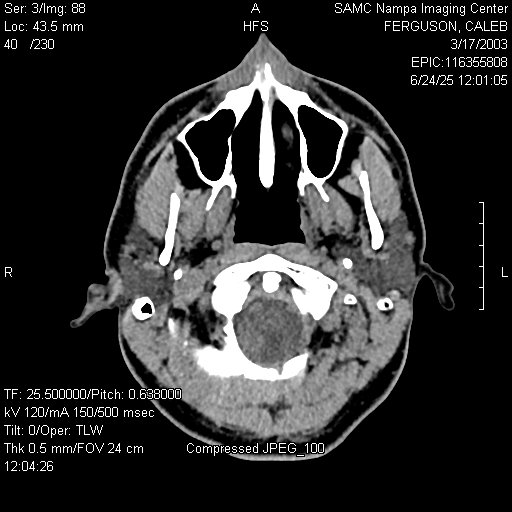 Ser: 3/Img: 88
Loc: 43.5 mm
40 /230
A
HFS
SAMC Nampa Imaging Center
FERGUSON, CALEB
3/17/2003
EPIC:116355808
6/24/25 12:01:05
R
L
TF: 25.500000/Pitch: 0.638000
kV 120/mA 150/500 msec
Tilt: 0/Oper: TLW
Thk 0.5 mm/FOV 24 cm
12:04:26
Compressed JPEG_100